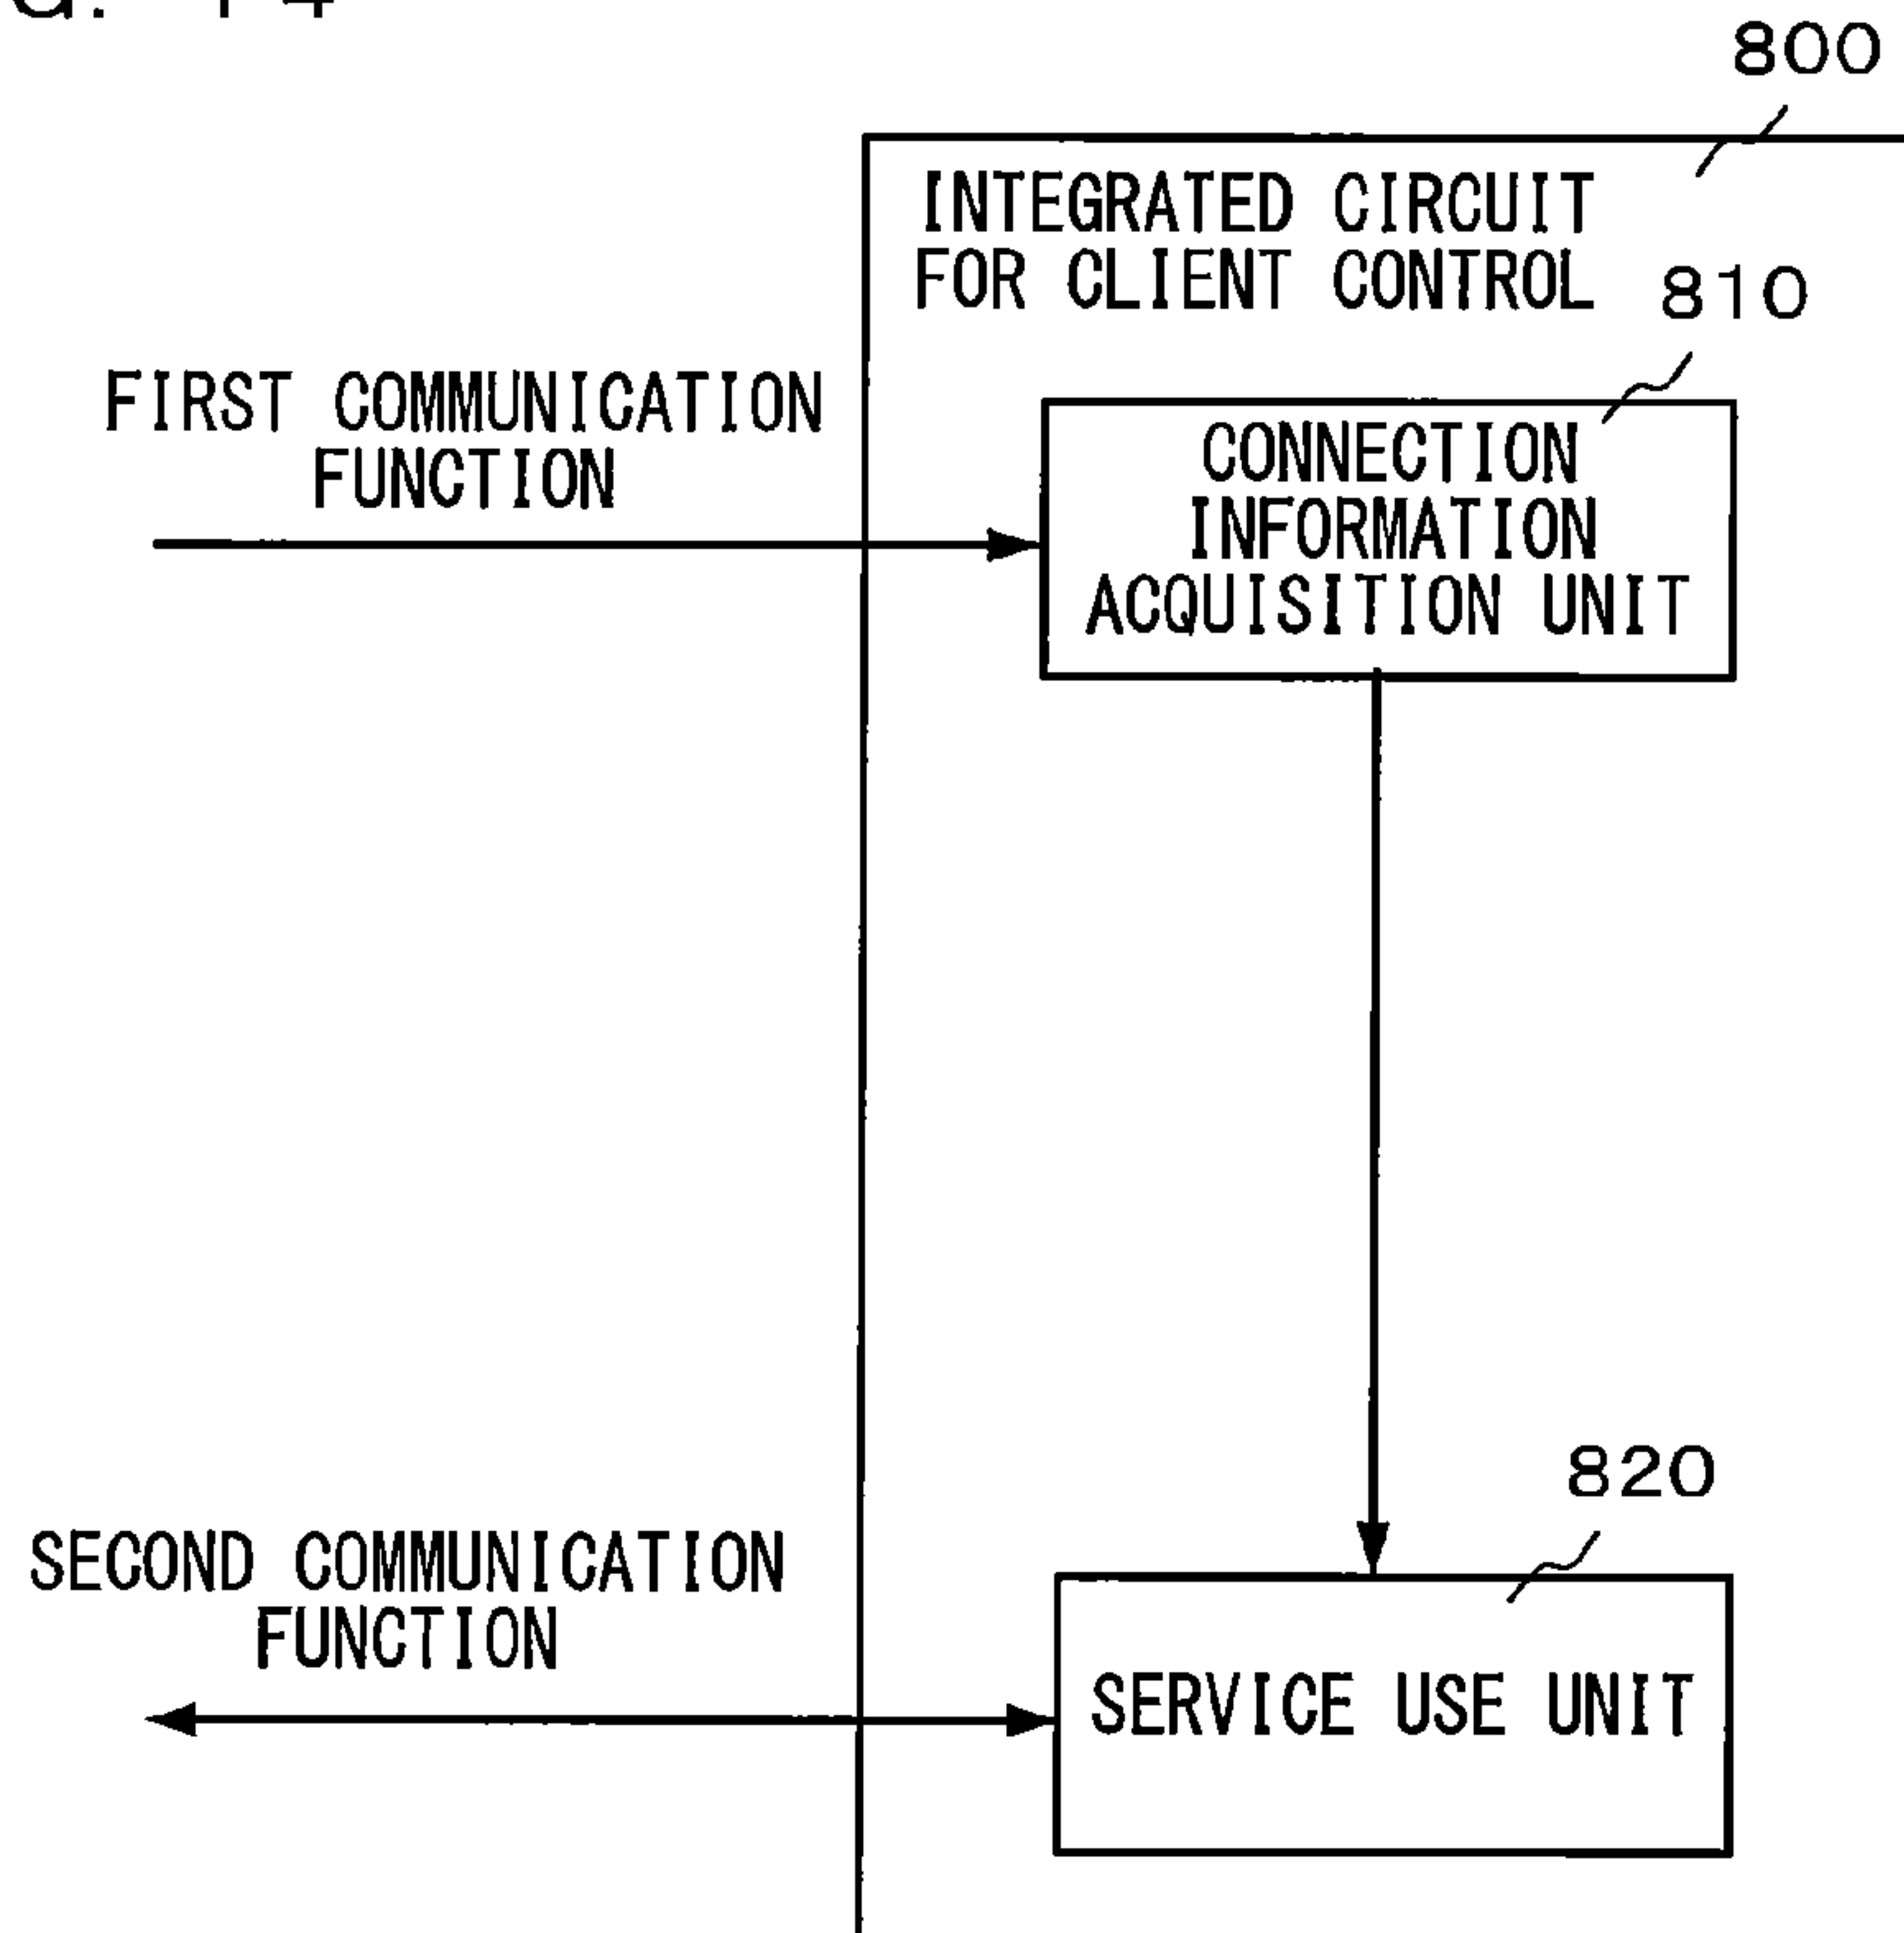 G. 14
800
INTEGRATED CIRCUIT
FOR CLIENT CONTROL
810
FIRST COMMUNICATION
FUNCTION
CONNECTION
INFORMATION
ACQUISITION UNIT
820
SECOND COMMUNICATION
FUNCTION
SERVICE USE UNIT